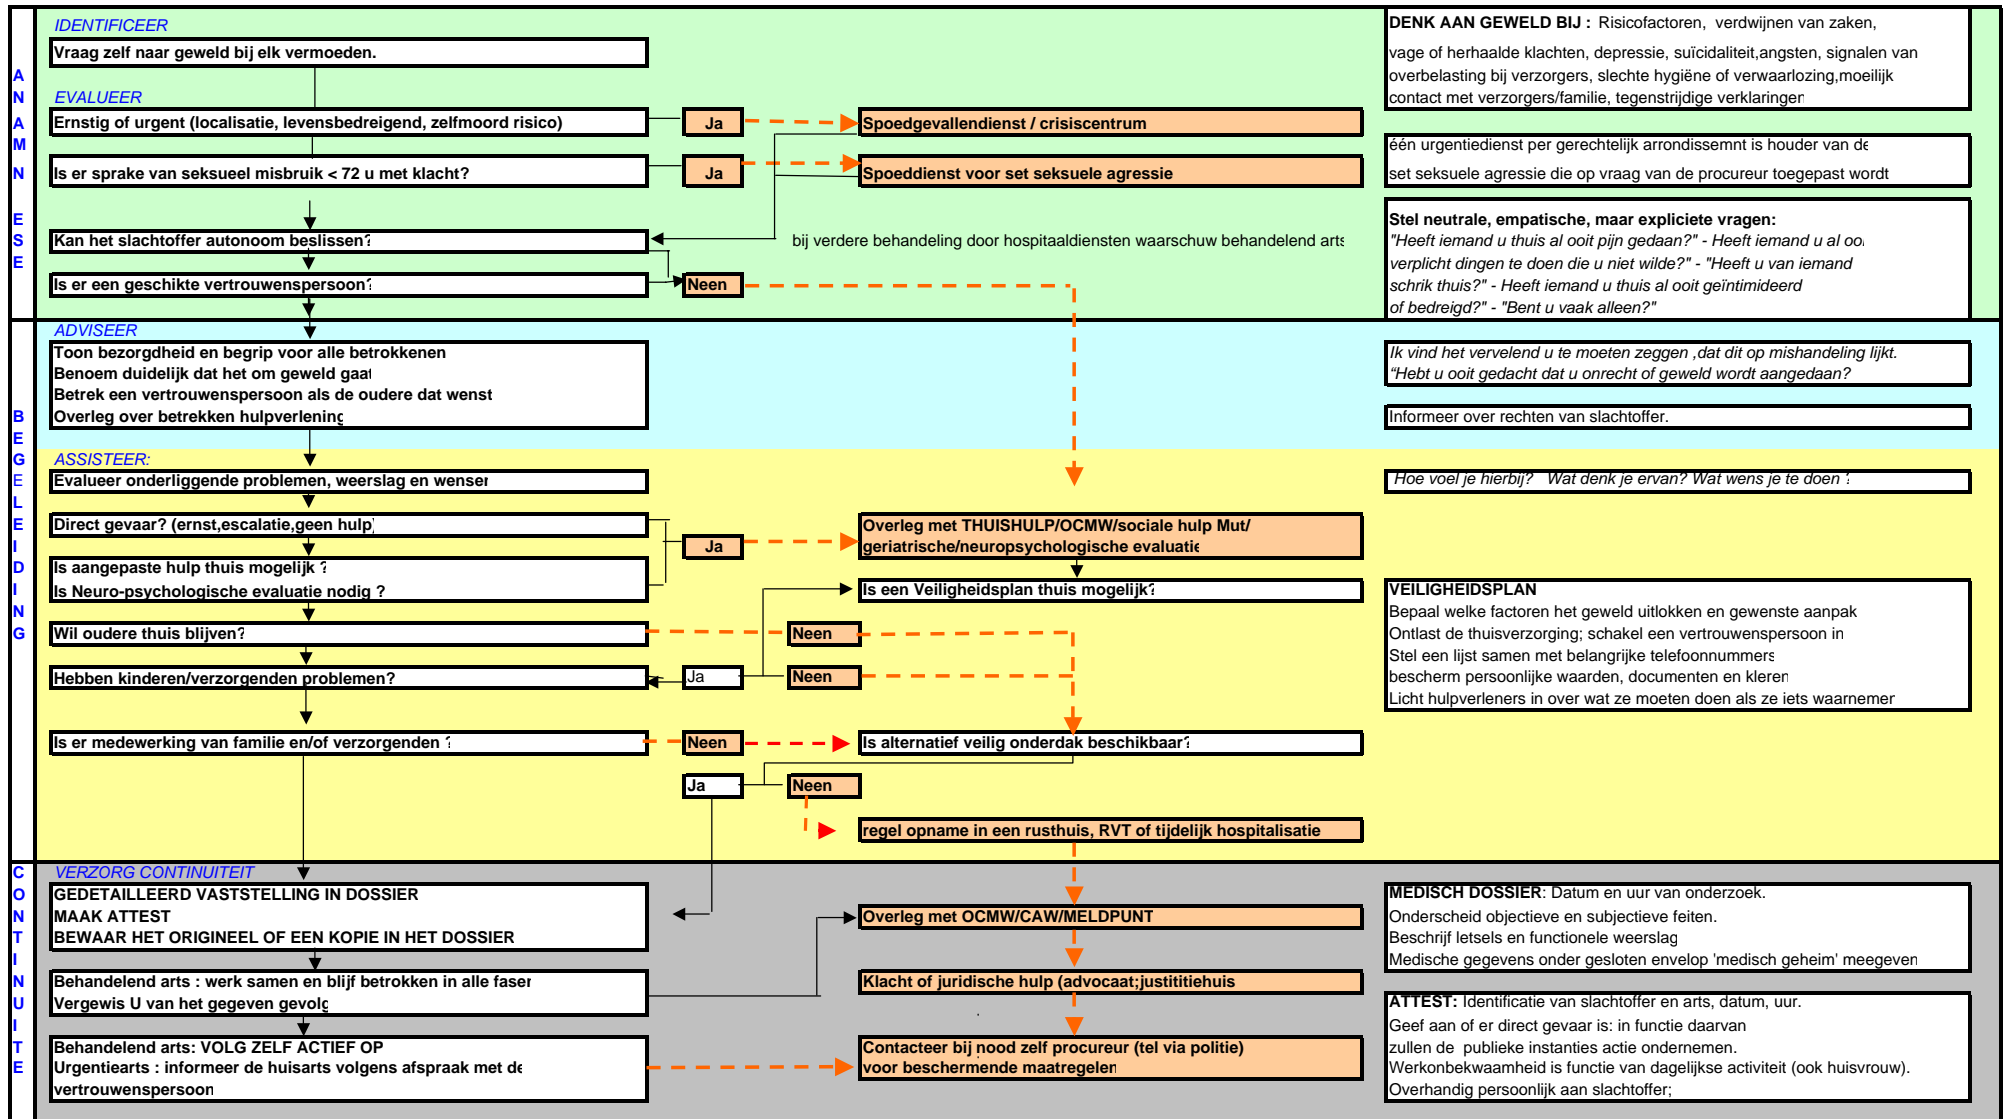 ANAMNESE
IDENTIFICEER
Vraag zelf naar geweld bij elk vermoeden.
EVALUEER
Ernstig of urgent (localisatie, levensbedreigend, zelfmoord risico)
Ja
Spoedgevallendienst / crisiscentrum
Is er sprake van seksueel misbruik < 72 u met klacht?
Ja
Spoeddienst voor set seksuele agressie
Kan het slachtoffer autonoom beslissen?
bij verdere behandeling door hospitaaldiensten waarschuw behandelend arts
Is er een geschikte vertrouwenspersoon?
Neen
DENK AAN GEWELD BIJ : Risicofactoren, verdwijnen van zaken,
vage of herhaalde klachten, depressie, suïcidaliteit,angsten, signalen van
overbelasting bij verzorgers, slechte hygiëne of verwaarlozing,moeilijk
contact met verzorgers/familie, tegenstrijdige verklaringen
één urgentiedienst per gerechtelijk arrondissemnt is houder van de
set seksuele agressie die op vraag van de procureur toegepast wordt
Stel neutrale, empatische, maar expliciete vragen:
"Heeft iemand u thuis al ooit pijn gedaan?" - Heeft iemand u al ooi
verplicht dingen te doen die u niet wilde?" - "Heeft u van iemand
schrik thuis?" - Heeft iemand u thuis al ooit geïntimideerd
of bedreigd?" - "Bent u vaak alleen?"
BEGELEIDING
ADVISEER
Toon bezorgdheid en begrip voor alle betrokkenen
Benoem duidelijk dat het om geweld gaat
Betrek een vertrouwenspersoon als de oudere dat wenst
Overleg over betrekken hulpverlening
Ik vind het vervelend u te moeten zeggen ,dat dit op mishandeling lijkt.
“Hebt u ooit gedacht dat u onrecht of geweld wordt aangedaan?
Informeer over rechten van slachtoffer.
ASSISTEER:
Evalueer onderliggende problemen, weerslag en wensen
Hoe voel je hierbij? Wat denk je ervan? Wat wens je te doen ?
Direct gevaar? (ernst,escalatie,geen hulp)
Ja
Overleg met THUISHULP/OCMW/sociale hulp Mut/
geriatrische/neuropsychologische evaluatie
Is aangepaste hulp thuis mogelijk ?
Is Neuro-psychologische evaluatie nodig ?
Is een Veiligheidsplan thuis mogelijk?
Wil oudere thuis blijven?
Neen
Hebben kinderen/verzorgenden problemen?
Ja
Neen
Is er medewerking van familie en/of verzorgenden ?
Neen
Is alternatief veilig onderdak beschikbaar?
Ja
Neen
regel opname in een rusthuis, RVT of tijdelijk hospitalisatie
VEILIGHEIDSPLAN
Bepaal welke factoren het geweld uitlokken en gewenste aanpak
Ontlast de thuisverzorging; schakel een vertrouwenspersoon in
Stel een lijst samen met belangrijke telefoonnummers
bescherm persoonlijke waarden, documenten en kleren
Licht hulpverleners in over wat ze moeten doen als ze iets waarnemen
CONTINUITE
VERZORG CONTINUITEIT
GEDETAILLEERD VASTSTELLING IN DOSSIER
MAAK ATTEST
BEWAAR HET ORIGINEEL OF EEN KOPIE IN HET DOSSIER
Overleg met OCMW/CAW/MELDPUNT
Behandelend arts : werk samen en blijf betrokken in alle fasen
Vergewis U van het gegeven gevolg
Klacht of juridische hulp (advocaat;justititiehuis
Behandelend arts: VOLG ZELF ACTIEF OP
Urgentiearts : informeer de huisarts volgens afspraak met de
vertrouwenspersoon
Contacteer bij nood zelf procureur (tel via politie)
voor beschermende maatregelen
MEDISCH DOSSIER: Datum en uur van onderzoek.
Onderscheid objectieve en subjectieve feiten.
Beschrijf letsels en functionele weerslag
Medische gegevens onder gesloten envelop 'medisch geheim' meegeven
ATTEST: Identificatie van slachtoffer en arts, datum, uur.
Geef aan of er direct gevaar is: in functie daarvan
zullen de publieke instanties actie ondernemen.
Werkonbekwaamheid is functie van dagelijkse activiteit (ook huisvrouw).
Overhandig persoonlijk aan slachtoffer;